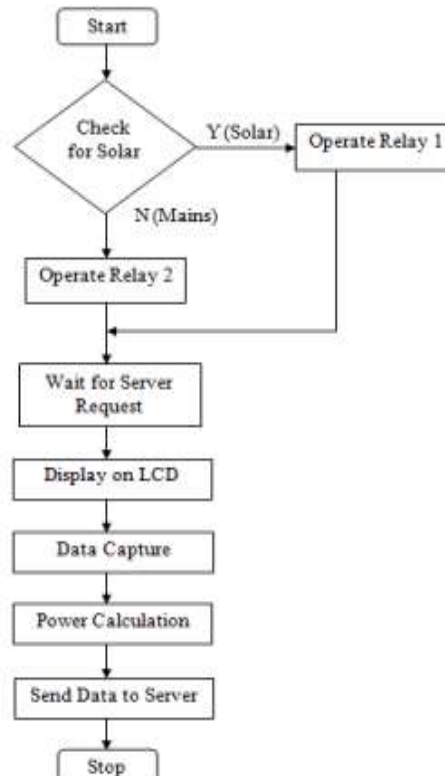 Start
Check
for Solar
Y (Solar)
Operate Relay 1
N (Mains)
Operate Relay 2
Wait for Server
Request
Display on LCD
Data Capture
Power Calculation
Send Data to Server
Stop